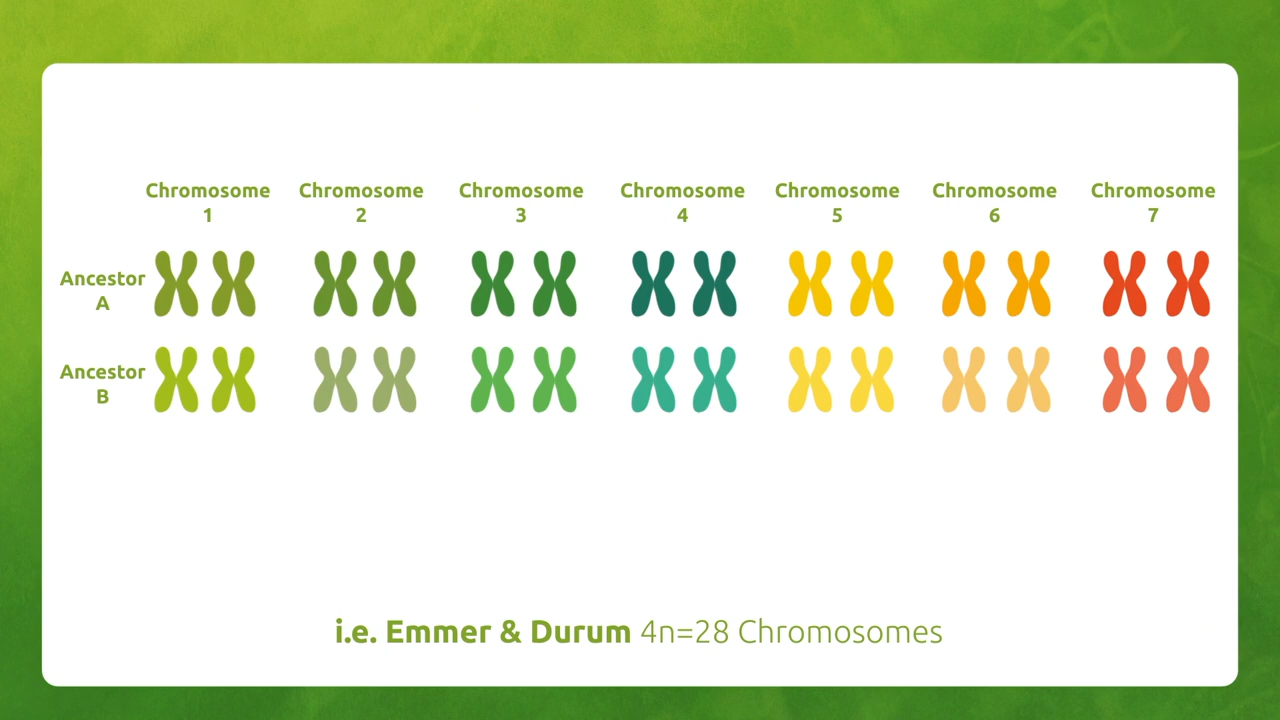 Chromosome 1
Chromosome 2
Chromosome 3
Chromosome 4
Chromosome 5
Chromosome 6
Chromosome 7
Ancestor A
Ancestor B
i.e. Emmer & Durum 4n=28 Chromosomes